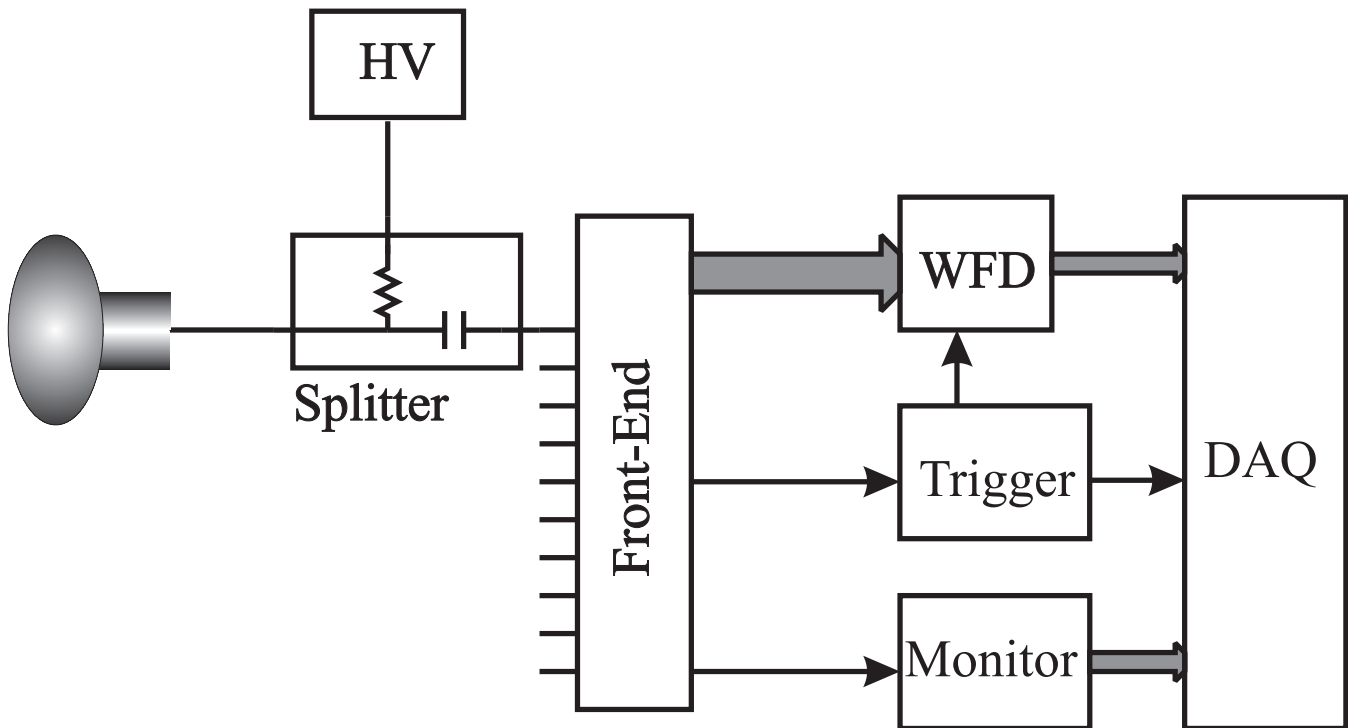 HV
Splitter
Front-End
WFD
Trigger
Monitor
DAQ